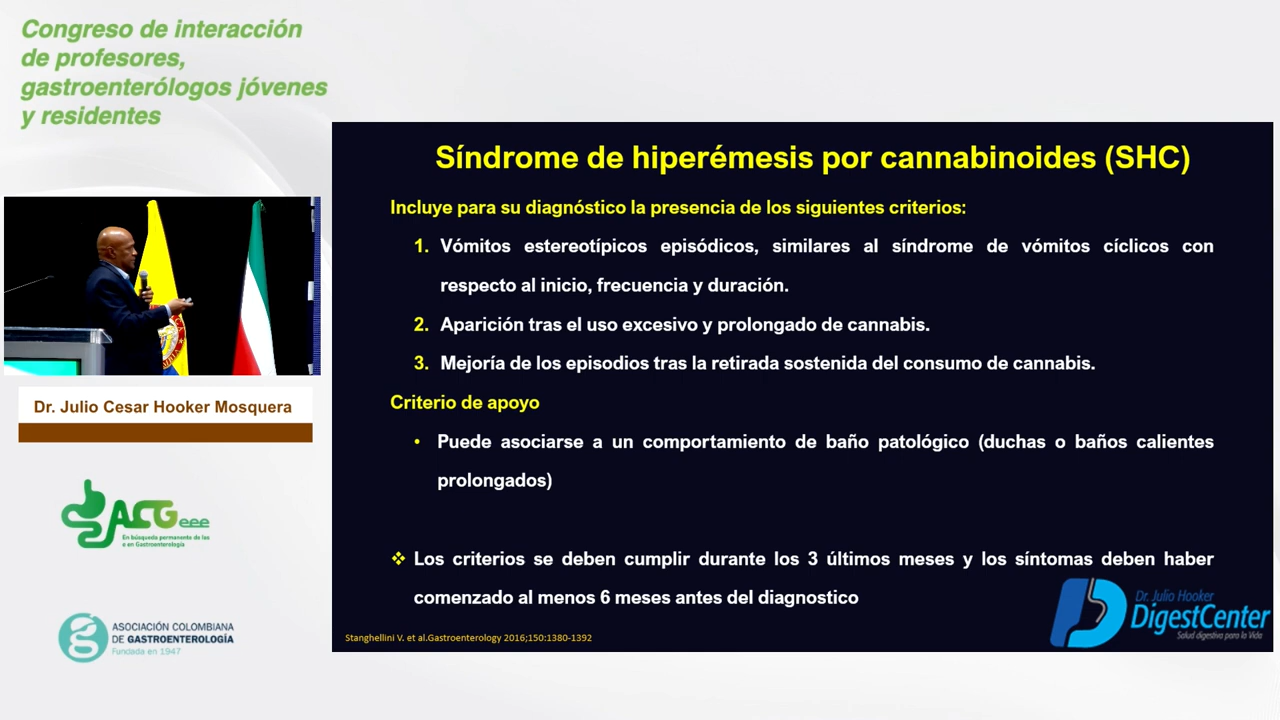 Congreso de interacción
de profesores,
gastroenterólogos jóvenes
y residentes
Síndrome de hiperémesis por cannabinoides (SHC)
Incluye para su diagnóstico la presencia de los siguientes criterios:
1. Vómitos estereotípicos episódicos, similares al síndrome de vómitos cíclicos con
respecto al inicio, frecuencia y duración.
2. Aparición tras el uso excesivo y prolongado de cannabis.
3. Mejoría de los episodios tras la retirada sostenida del consumo de cannabis.
Criterio de apoyo
• Puede asociarse a un comportamiento de baño patológico (duchas o baños calientes
prolongados)
❖ Los criterios se deben cumplir durante los 3 últimos meses y los síntomas deben haber
comenzado al menos 6 meses antes del diagnostico
Stanghellini V. et al.Gastroenterology 2016;150:1380-1392
Dr. Julio Hooker
DigestCenter
Salud digestiva para la Vida
Dr. Julio Cesar Hooker Mosquera
ACGeee
En búsqueda permanente de las
e en Gastroenterología
ASOCIACIÓN COLOMBIANA
DE GASTROENTEROLOGÍA
Fundada en 1947